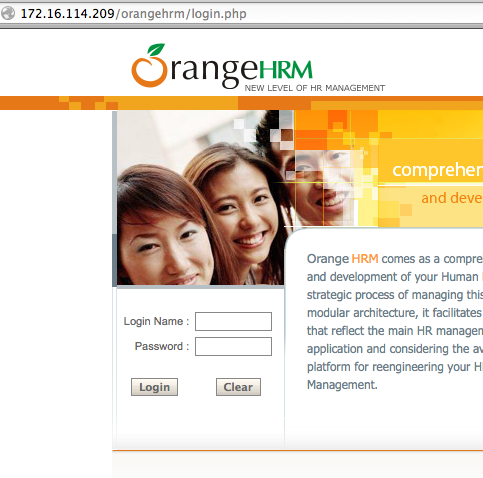 172.16.114.209/orangehrm/login.php
OrangeHRM
NEW LEVEL OF HR MANAGEMENT
comprehen
and deve
Orange HRM comes as a compre
and development of your Human
strategic process of managing this
modular architecture, it facilitates
that reflect the main HR managem
application and considering the av
platform for reengineering your H
Management.
Login Name :
Password :
Login Clear